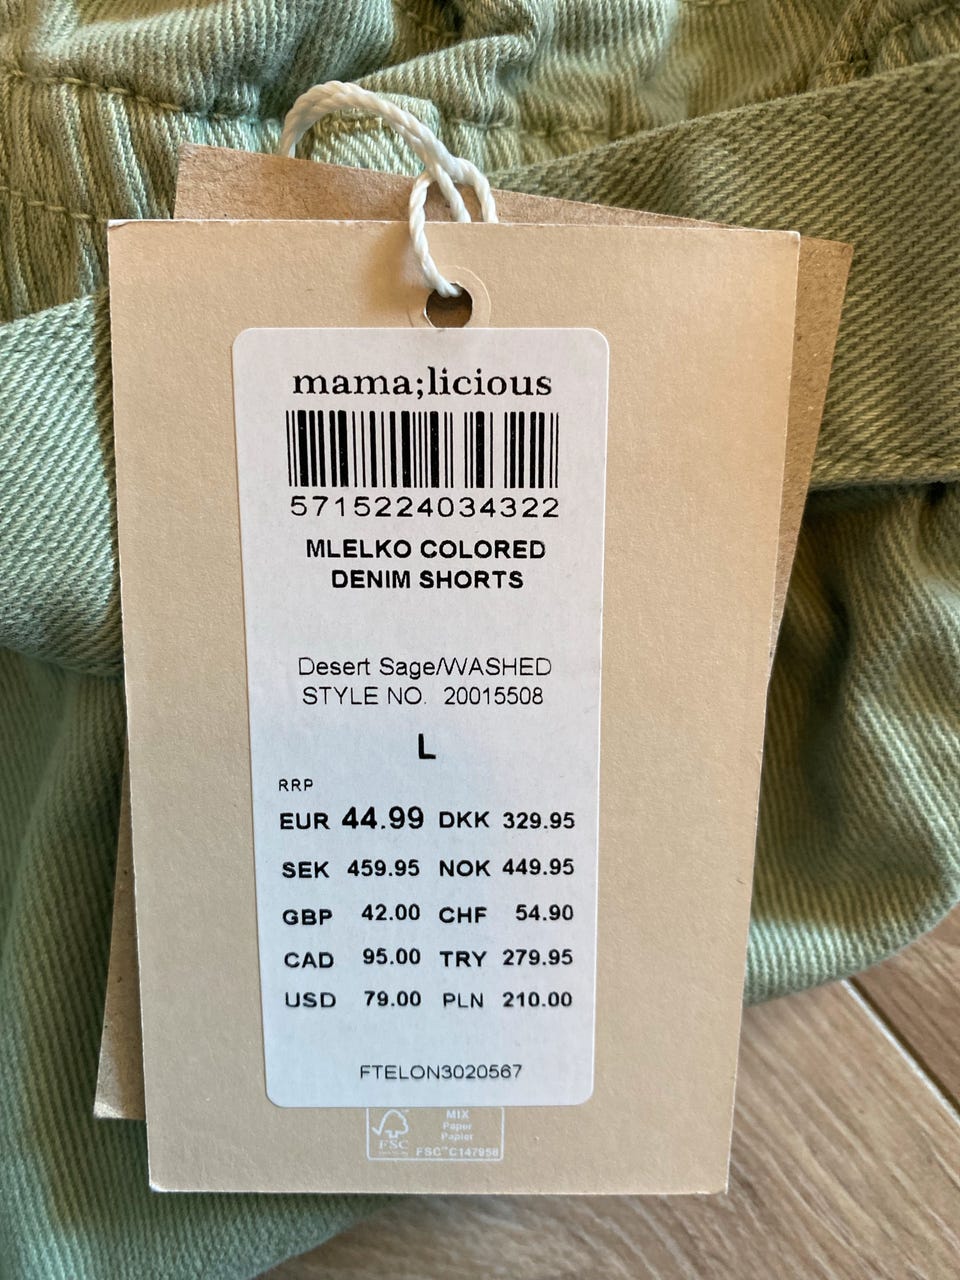 mama;licious
5715224034322
MLELKO COLORED
DENIM SHORTS
Desert Sage/WASHED
STYLE NO. 20015508
L
RRP
EUR 44.99 DKK 329.95
SEK 459.95 NOK 449.95
GBP 42.00 CHF 54.90
CAD 95.00 TRY 279.95
USD 79.00 PLN 210.00
FTELON3020567
MIX
Paper
Papier
FSC
FSC™ C147958